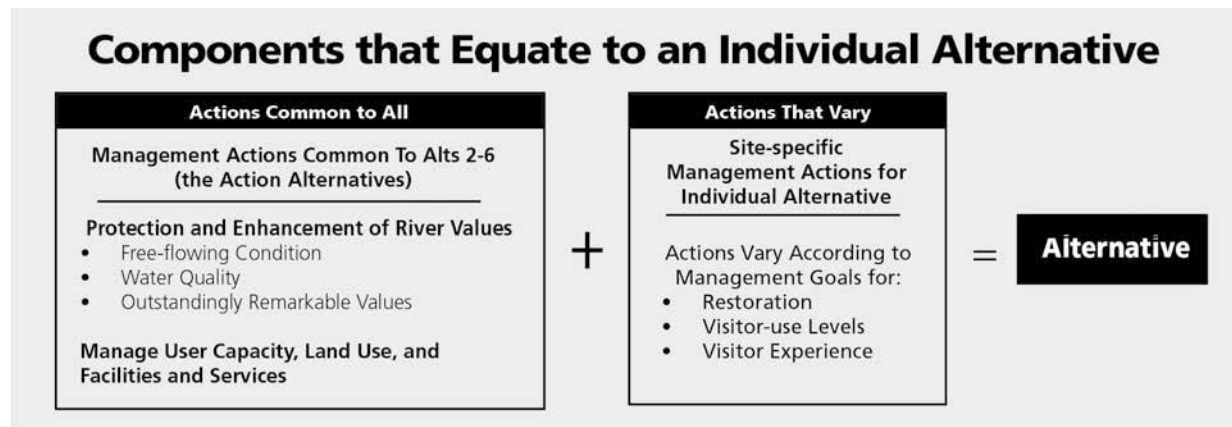 Components that Equate to an Individual Alternative
Actions Common to All
Management Actions Common To Alts 2-6
(the Action Alternatives)
Protection and Enhancement of River Values
• Free-flowing Condition
• Water Quality
• Outstandingly Remarkable Values
Manage User Capacity, Land Use, and
Facilities and Services
+
Actions That Vary
Site-specific
Management Actions for
Individual Alternative
Actions Vary According to
Management Goals for:
• Restoration
• Visitor-use Levels
• Visitor Experience
=
Alternative